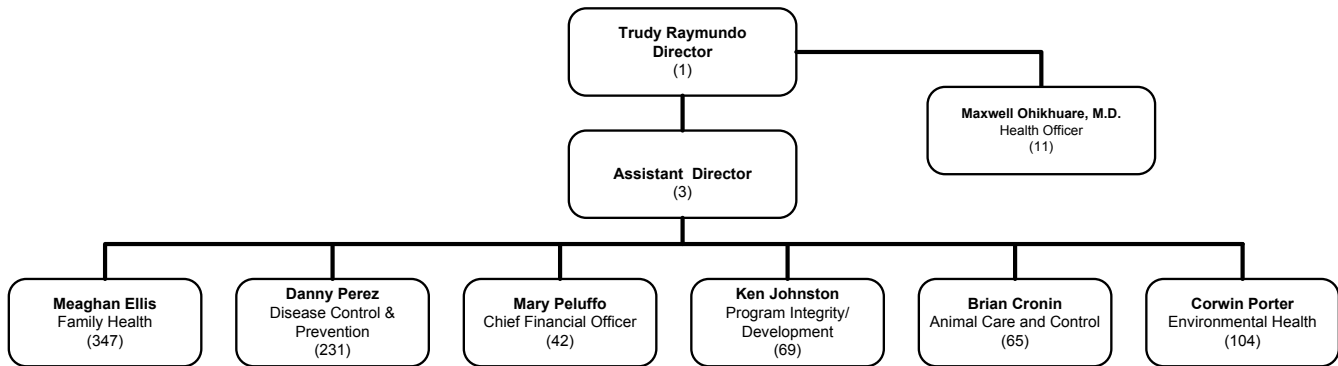 Trudy Raymundo
Director
(1)
Maxwell Ohikhuare, M.D.
Health Officer
(11)
Assistant Director
(3)
Meaghan Ellis
Family Health
(347)
Danny Perez
Disease Control &
Prevention
(231)
Mary Peluffo
Chief Financial Officer
(42)
Ken Johnston
Program Integrity/
Development
(69)
Brian Cronin
Animal Care and Control
(65)
Corwin Porter
Environmental Health
(104)